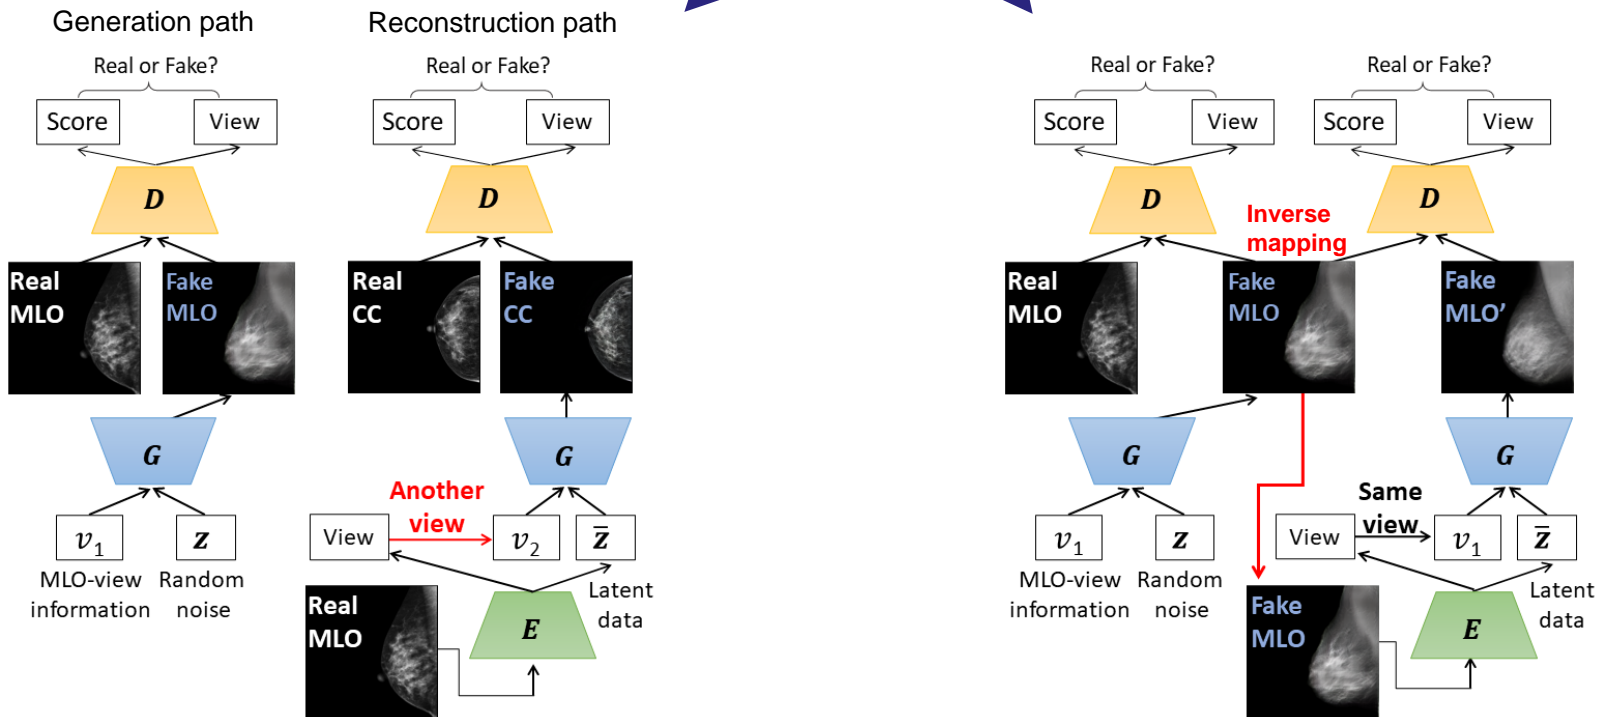 Generation path
Reconstruction path
Real or Fake?
Score
View
D
Real
MLO
Fake
MLO
G
v1
z
MLO-view
information
Random
noise
Real or Fake?
Score
View
D
Real
CC
Fake
CC
G
Another
view
View
v2
z̄
Latent
data
Real
MLO
E
Real or Fake?
Score
View
D
Real or Fake?
Score
View
D
Inverse
mapping
Real
MLO
Fake
MLO
Fake
MLO'
G
v1
z
MLO-view
information
Random
noise
G
Same
view
View
v1
z̄
Latent
data
Fake
MLO
E